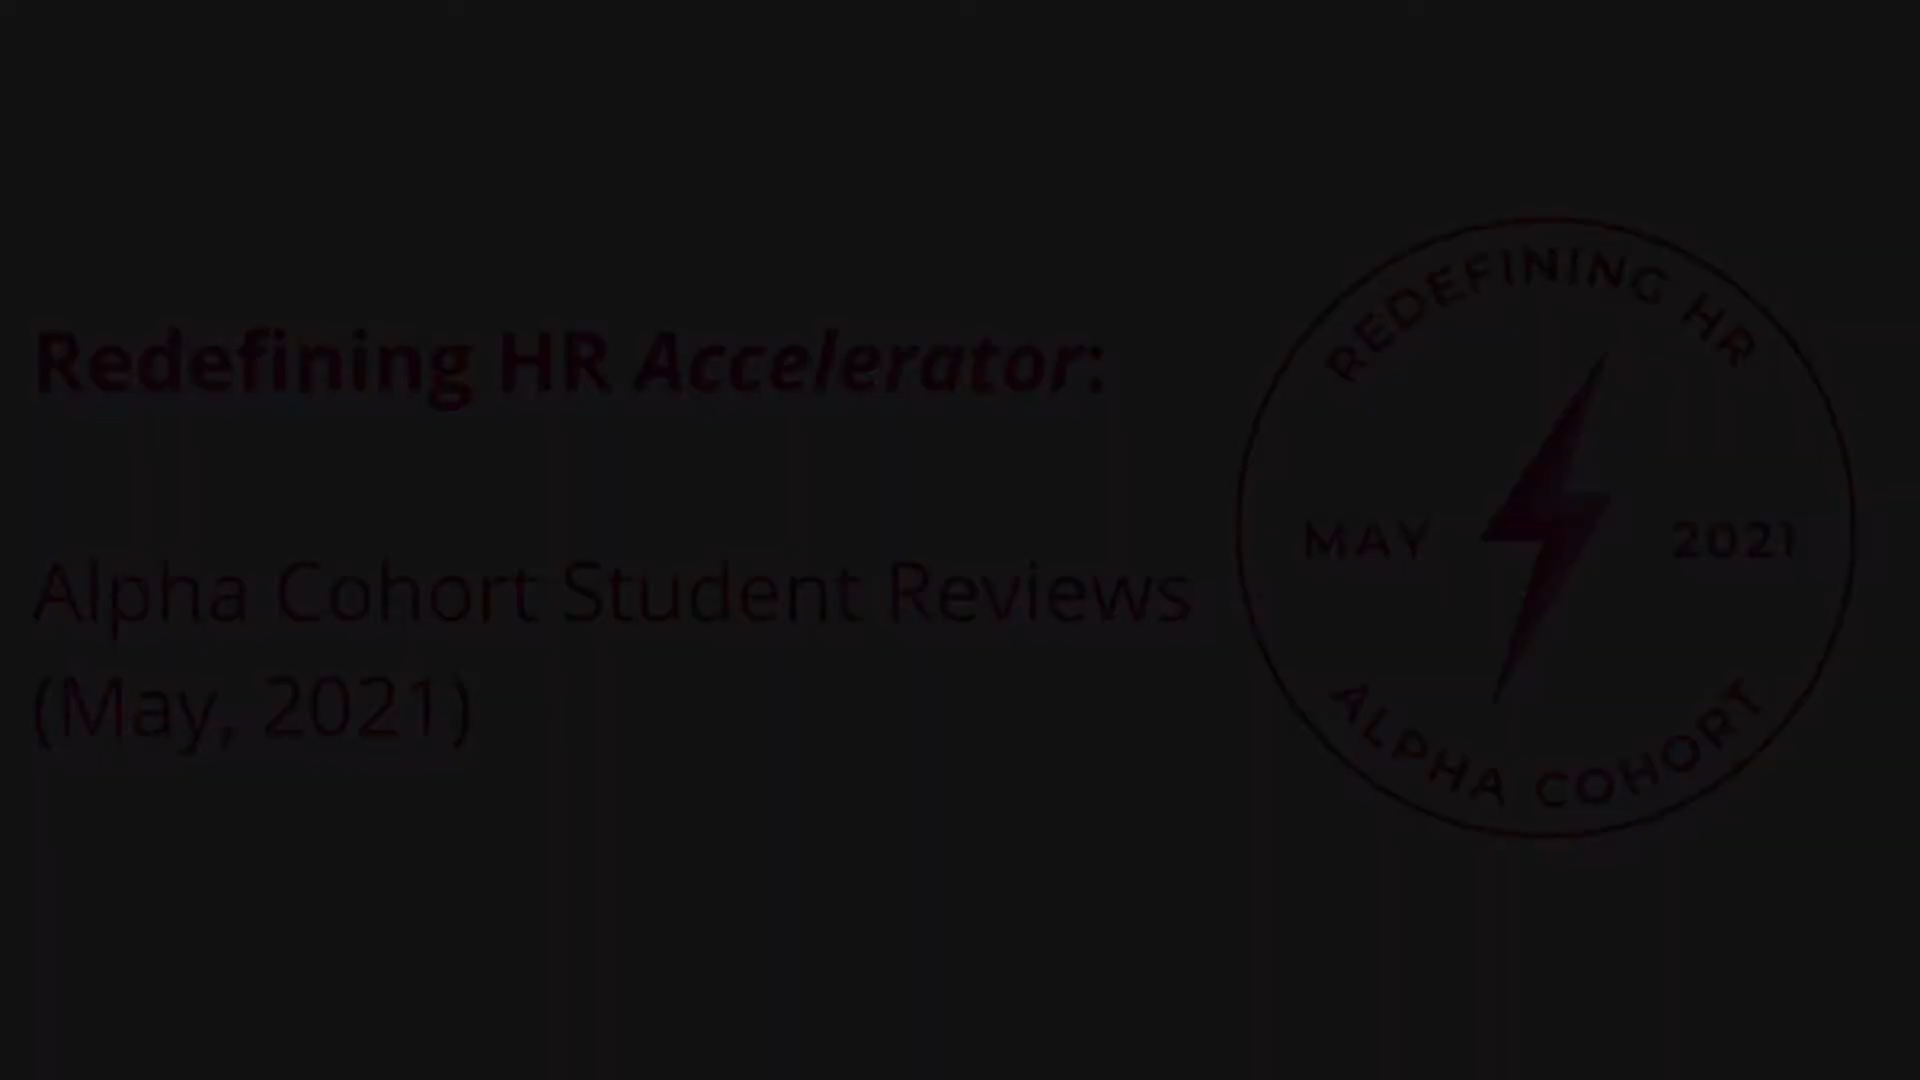 Redefining HR Accelerator:
Alpha Cohort Student Reviews
(May, 2021)
REDEFINING HR
MAY 2021
ALPHA COHORT